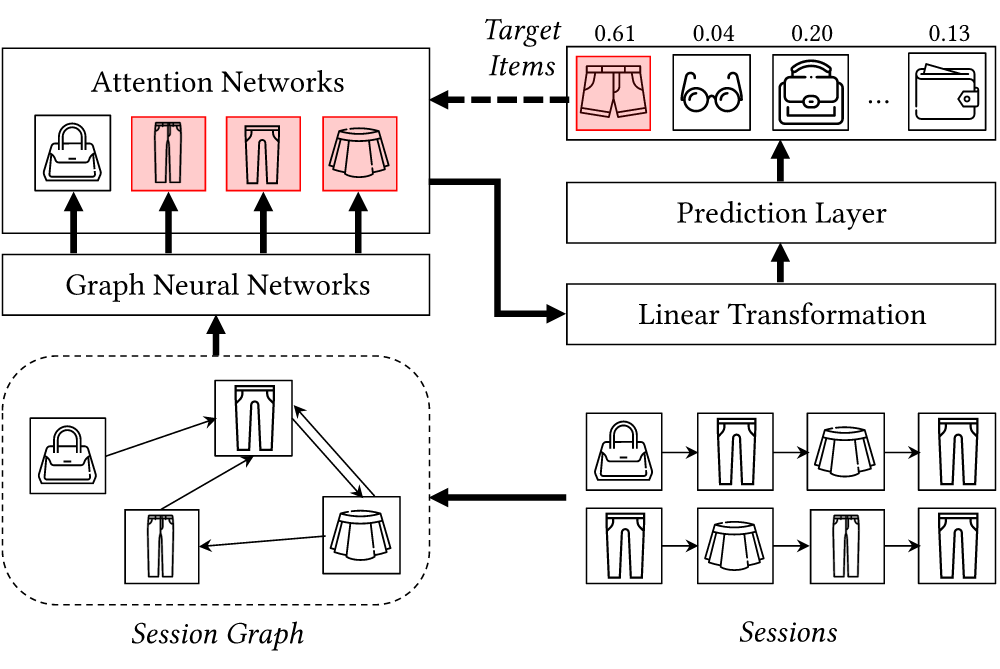 Target
Items
0.61 0.04 0.20 0.13
...
Attention Networks
Prediction Layer
Graph Neural Networks
Linear Transformation
Session Graph
Sessions